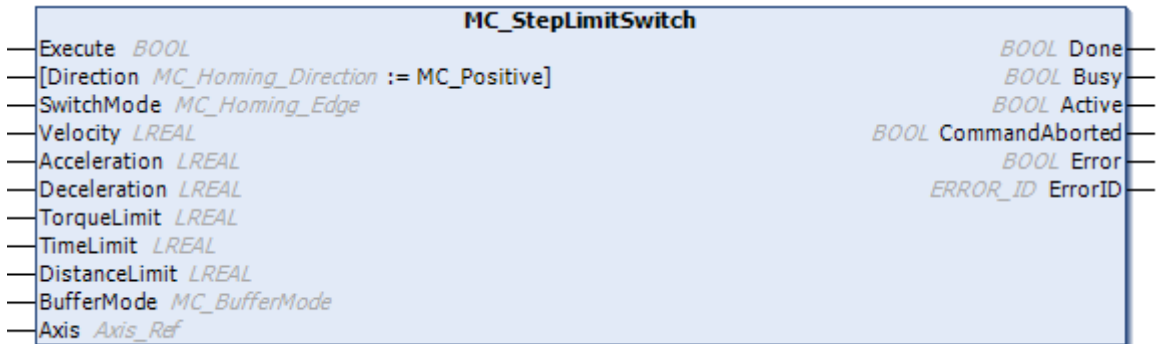 MC_StepLimitSwitch
Execute BOOL BOOL Done
[Direction MC_Homing_Direction := MC_Positive] BOOL Busy
SwitchMode MC_Homing_Edge BOOL Active
Velocity LREAL BOOL CommandAborted
Acceleration LREAL BOOL Error
Deceleration LREAL ERROR_ID ErrorID
TorqueLimit LREAL
TimeLimit LREAL
DistanceLimit LREAL
BufferMode MC_BufferMode
Axis Axis_Ref